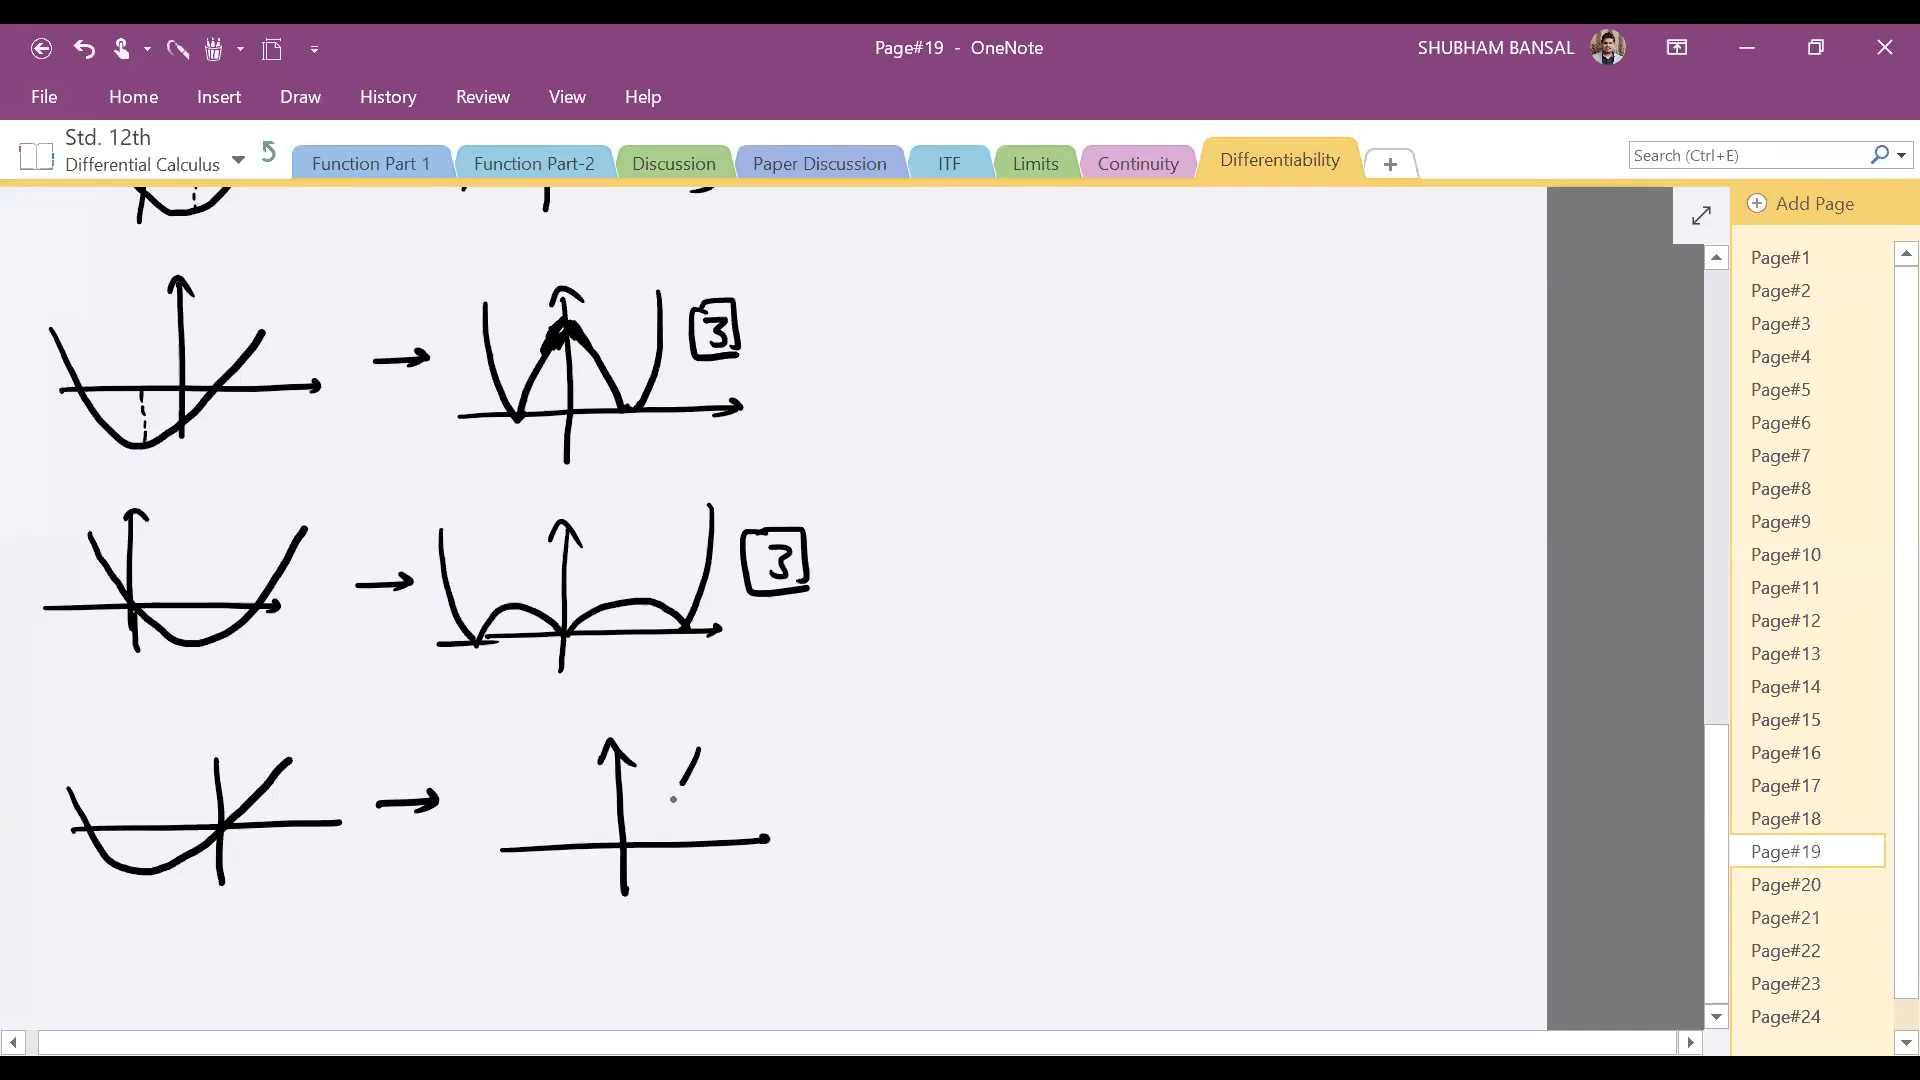 Page#19 - OneNote
SHUBHAM BANSAL
File Home Insert Draw History Review View Help
Std. 12th
Differential Calculus
Function Part 1
Function Part-2
Discussion
Paper Discussion
ITF
Limits
Continuity
Differentiability
Search (Ctrl+E)
Add Page
Page#1
Page#2
Page#3
Page#4
Page#5
Page#6
Page#7
Page#8
Page#9
Page#10
Page#11
Page#12
Page#13
Page#14
Page#15
Page#16
Page#17
Page#18
Page#19
Page#20
Page#21
Page#22
Page#23
Page#24
3
3